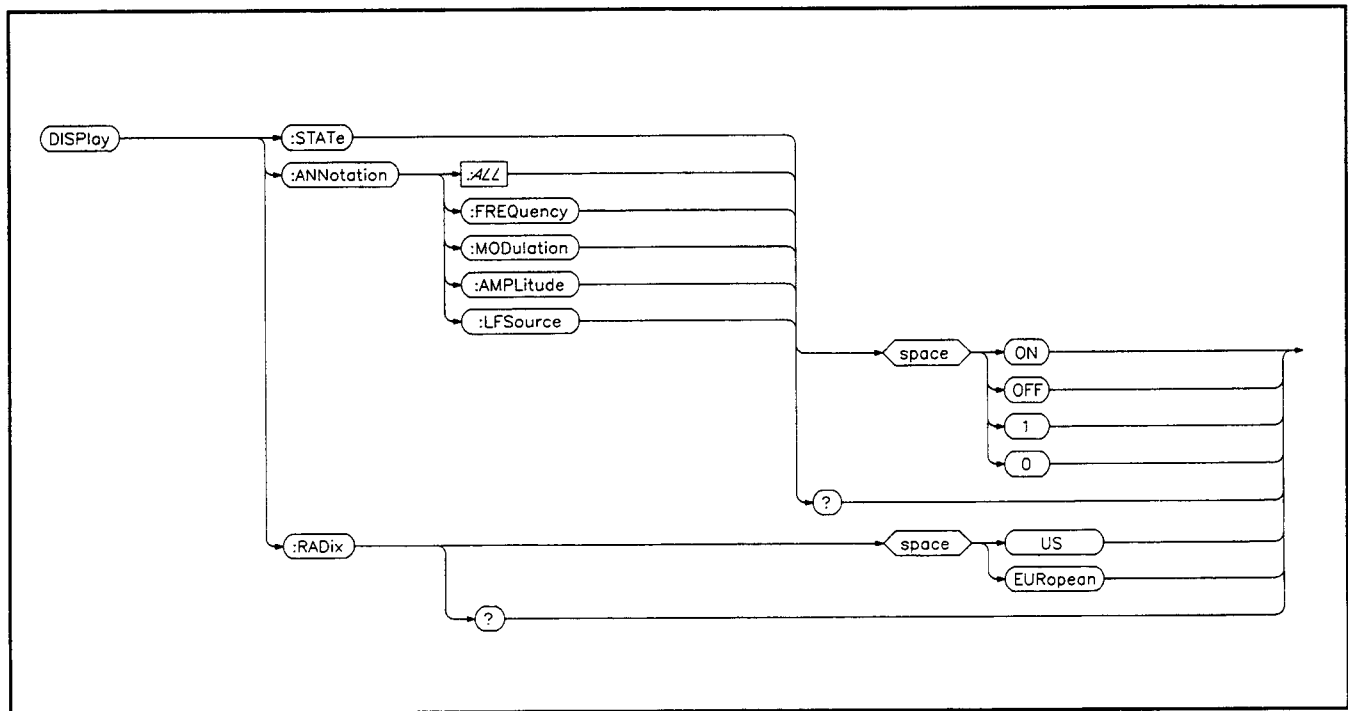 DISPlay
:STATe
:ANNotation
:ALL
:FREQuency
:MODulation
:AMPLitude
:LFSource
space
ON
OFF
1
0
?
:RADix
space
US
EURopean
?